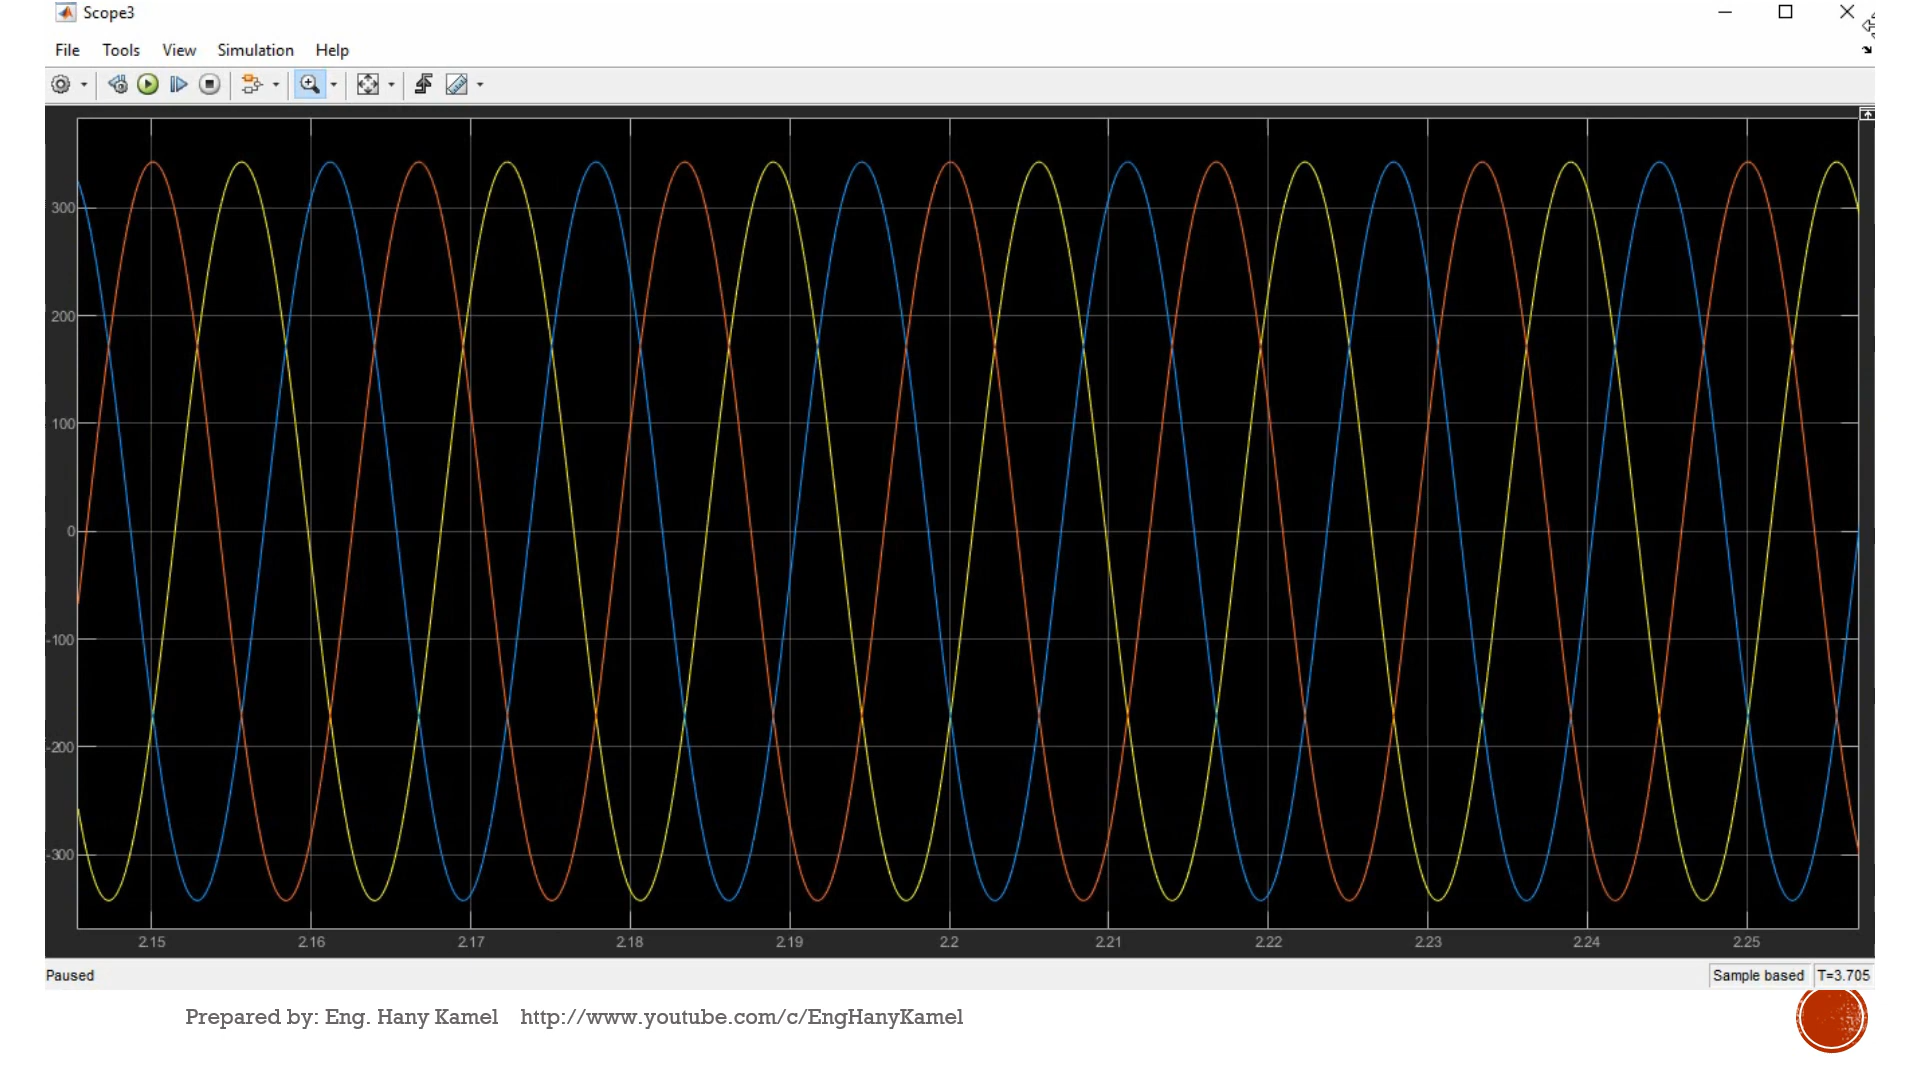 Scope3
File Tools View Simulation Help
300
200
100
0
-100
-200
-300
2.15 2.16 2.17 2.18 2.19 2.2 2.21 2.22 2.23 2.24 2.25
Paused Sample based T=3.705
Prepared by: Eng. Hany Kamel http://www.youtube.com/c/EngHanyKamel